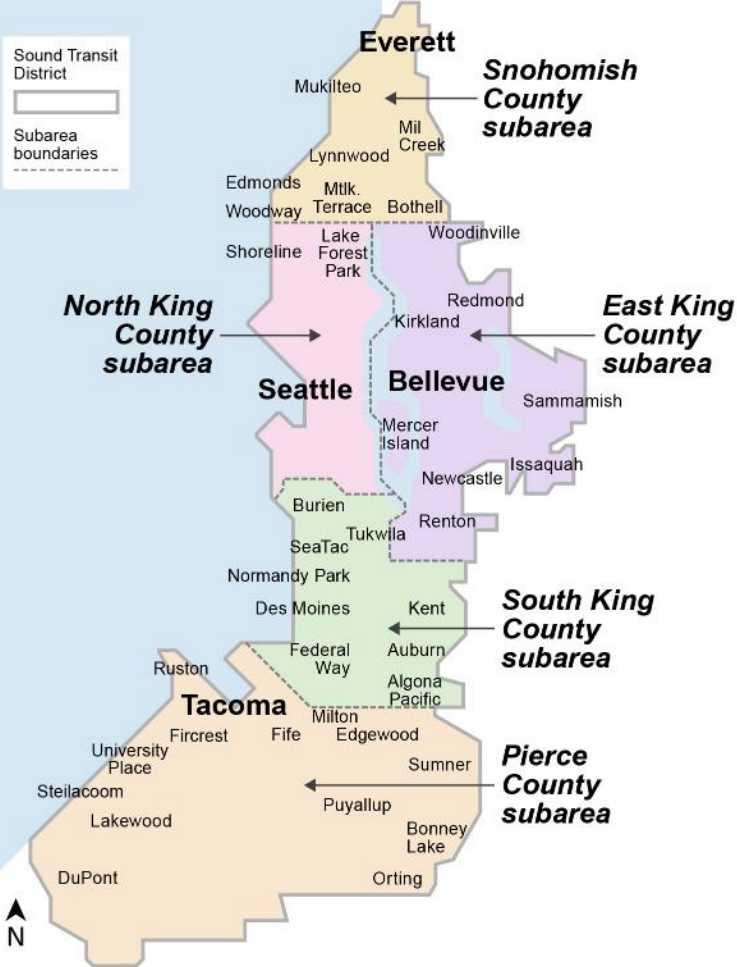 Everett
Sound Transit
District
Subarea
boundaries
Snohomish
County
subarea
Mukilteo
Mil
Creek
Lynnwood
Edmonds
Mtlk.
Terrace
Woodway
Bothell
Woodinville
Shoreline
Lake
Forest
Park
North King
County
subarea
Redmond
Kirkland
East King
County
subarea
Seattle
Bellevue
Sammamish
Mercer
Island
Issaquah
Newcastle
Burien
Renton
Tukwila
SeaTac
Normandy Park
Des Moines
Kent
South King
County
subarea
Federal
Way
Auburn
Algona
Pacific
Ruston
Tacoma
Milton
Fircrest
Fife
Edgewood
University
Place
Sumner
Pierce
County
subarea
Steilacoom
Puyallup
Lakewood
Bonney
Lake
DuPont
Orting
N